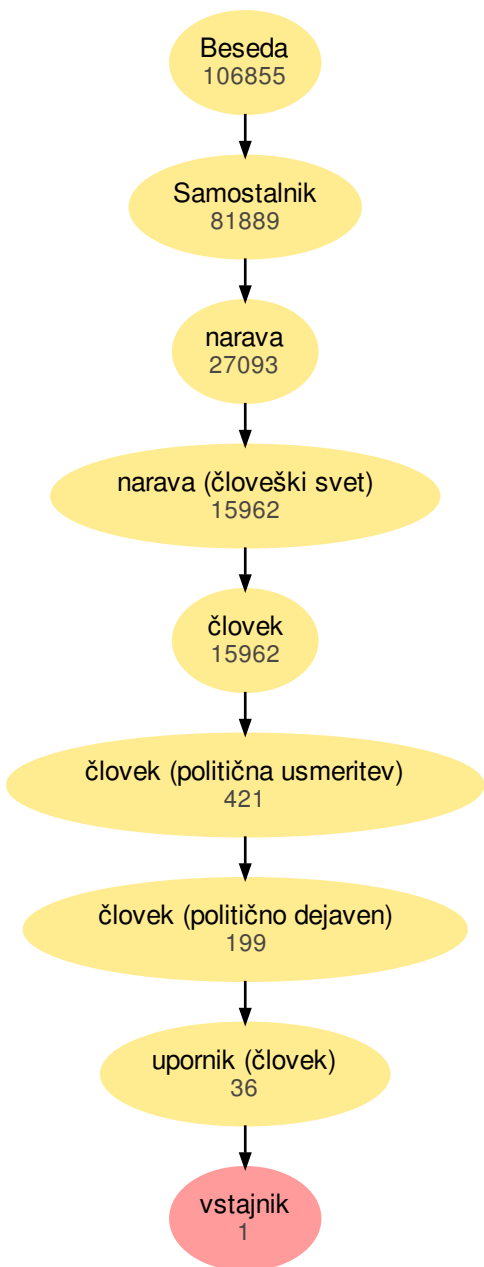 Beseda
106855
Samostalnik
81889
narava
27093
narava (človeški svet)
15962
človek
15962
človek (politična usmeritev)
421
človek (politično dejaven)
199
upornik (človek)
36
vstajnik
1